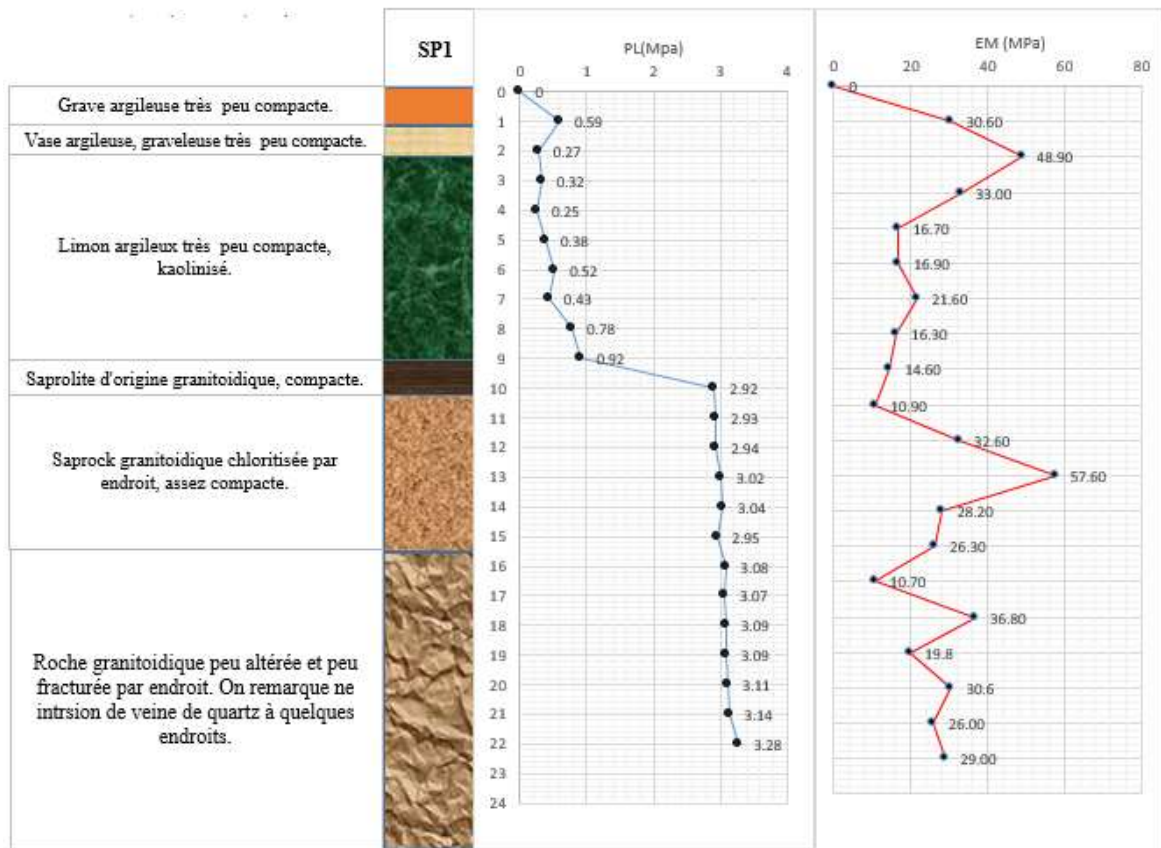 SP1
Grave argileuse très peu compacte.
Vase argileuse, graveleuse très peu compacte.
Limon argileux très peu compacte,
kaolinisé.
Saprolite d'origine granitoidique, compacte.
Saprock granitoidique chloritisée par
endroit, assez compacte.
Roche granitoidique peu altérée et peu
fracturée par endroit. On remarque ne
intrsion de veine de quartz à quelques
endroits.
PL(Mpa)
0 1 2 3 4
0 0
1 0.59
2 0.27
3 0.32
4 0.25
5 0.38
6 0.52
7 0.43
8 0.78
9 0.92
10 2.92
11 2.93
12 2.94
13 3.02
14 3.04
15 2.95
16 3.08
17 3.07
18 3.09
19 3.09
20 3.11
21 3.14
22 3.28
23
24
EM (MPa)
0 20 40 60 80
0
30.60
48.90
33.00
16.70
16.90
21.60
16.30
14.60
10.90
32.60
57.60
28.20
26.30
10.70
36.80
19.8
30.6
26.00
29.00